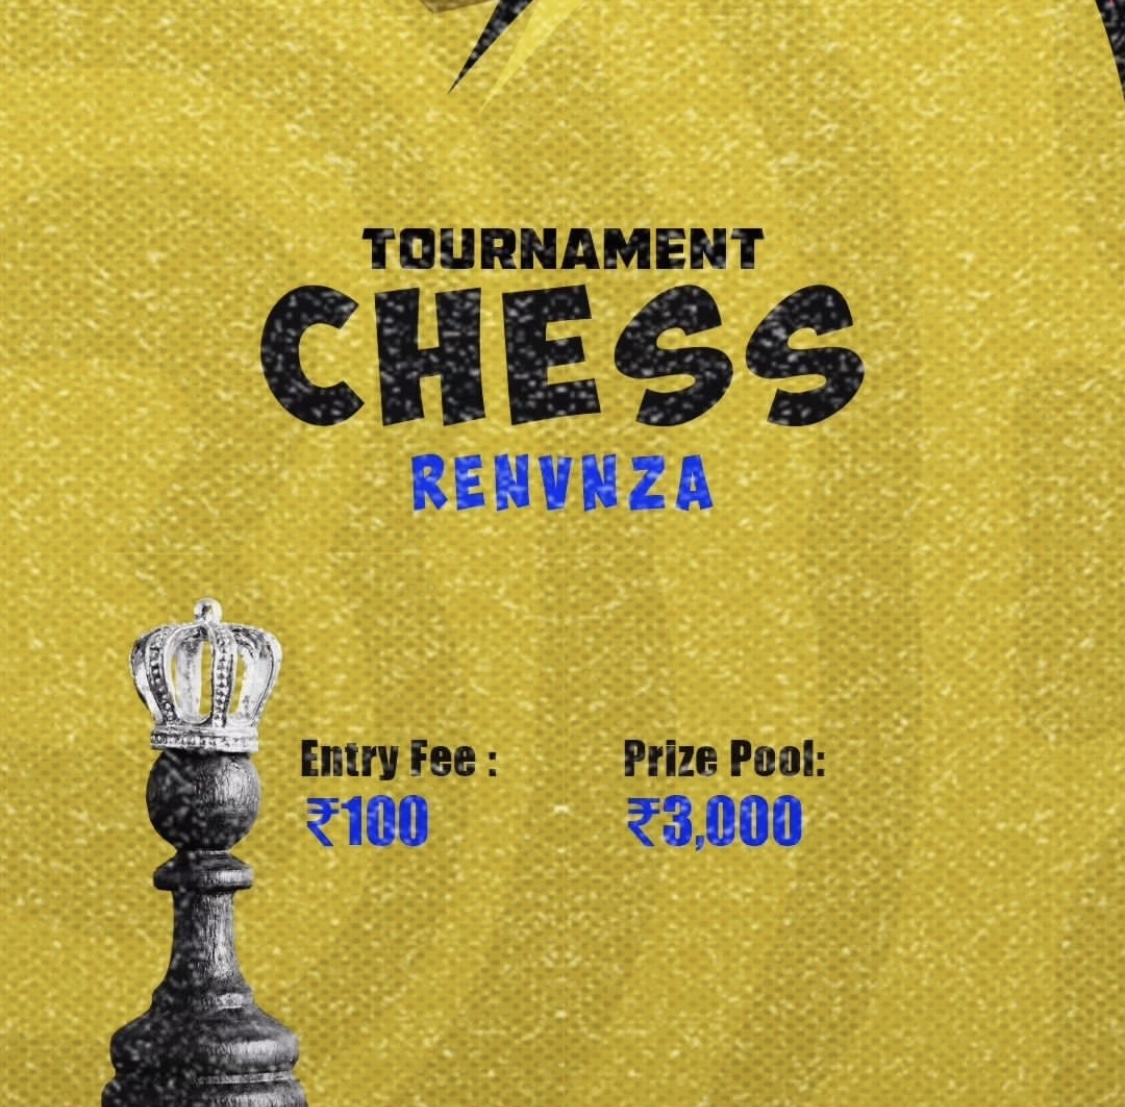 TOURNAMENT
CHESS
RENVNZA
Entry Fee :
₹100
Prize Pool:
₹3,000